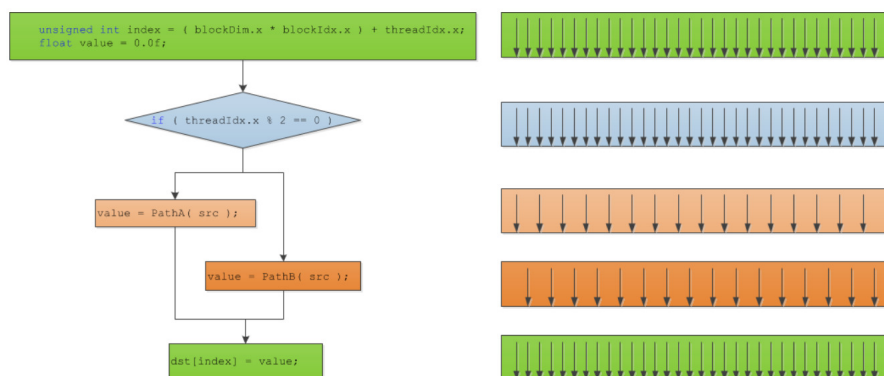 unsigned int index = ( blockDim.x * blockIdx.x ) + threadIdx.x;
float value = 0.0f;
if ( threadIdx.x % 2 == 0 )
value = PathA( src );
value = PathB( src );
dst[index] = value;